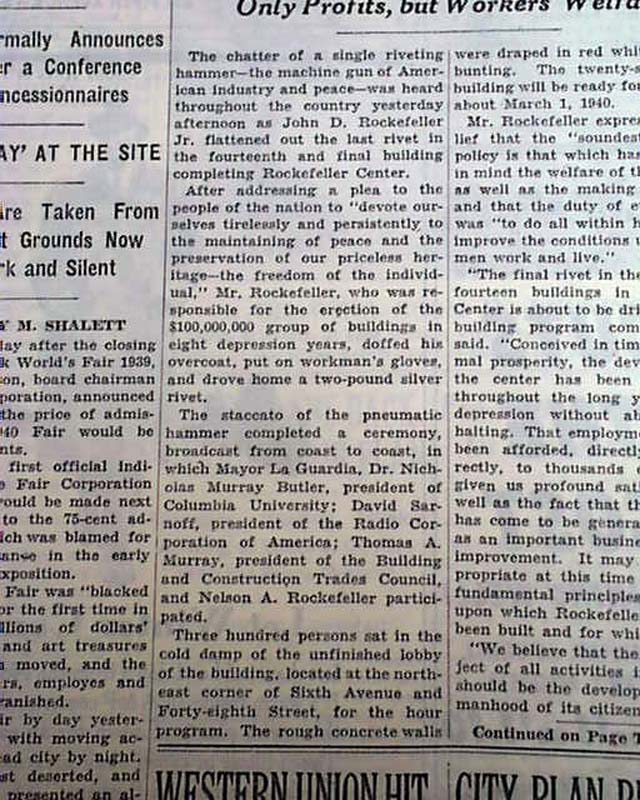 Only Profits, but Workers' Welfa
rmally Announces
er a Conference
ncessionnaires
AY' AT THE SITE
are Taken From
t Grounds Now
rk and Silent
Y M. SHALETT
day after the closing
k World's Fair 1939,
son, board chairman
poration, announced
the price of admis-
940 Fair would be
nts.
first official indi-
e Fair Corporation
would be made next
to the 75-cent ad-
ich was blamed for
ance in the early
xposition.
Fair was "blacked
or the first time in
llions of dollars'
and art treasures
s moved, and the
rs, employes and
vanished.
ir by day yester-
with moving ac-
ad city by night.
st deserted, and
presented an al-
The chatter of a single riveting
hammer—the machine gun of Amer-
ican industry and peace—was heard
throughout the country yesterday
afternoon as John D. Rockefeller
Jr. flattened out the last rivet in
the fourteenth and final building
completing Rockefeller Center.
After addressing a plea to the
people of the nation to "devote our-
selves tirelessly and persistently to
the maintaining of peace and the
preservation of our priceless her-
itage—the freedom of the individ-
ual," Mr. Rockefeller, who was re-
sponsible for the erection of the
$100,000,000 group of buildings in
eight depression years, doffed his
overcoat, put on workman's gloves,
and drove home a two-pound silver
rivet.
The staccato of the pneumatic
hammer completed a ceremony,
broadcast from coast to coast, in
which Mayor La Guardia, Dr. Nich-
olas Murray Butler, president of
Columbia University; David Sar-
noff, president of the Radio Cor-
poration of America; Thomas A.
Murray, president of the Building
and Construction Trades Council,
and Nelson A. Rockefeller partici-
pated.
Three hundred persons sat in the
cold damp of the unfinished lobby
of the building, located at the north-
east corner of Sixth Avenue and
Forty-eighth Street, for the hour
program. The rough concrete walls
were draped in red whi
bunting. The twenty-s
building will be ready fo
about March 1, 1940.
Mr. Rockefeller expre
lief that the "soundest
policy is that which ha
in mind the welfare of th
as well as the making
and that the duty of e
was "to do all within h
improve the conditions
men work and live."
"The final rivet in the
fourteen buildings in
Center is about to be dri
building program com
said. "Conceived in tim
mal prosperity, the dev
the center has been
throughout the long y
depression without ab
halting. That employm
been afforded, directly
rectly, to thousands
given us profound sati
well as the fact that th
has come to be genera
as an important busine
improvement. It may
propriate at this time
fundamental principles
upon which Rockefelle
been built and for whi
"We believe that the
ject of all activities i
should be the develop
manhood of its citizen
Continued on Page T
WESTERN UNION HIT
CITY PLAN